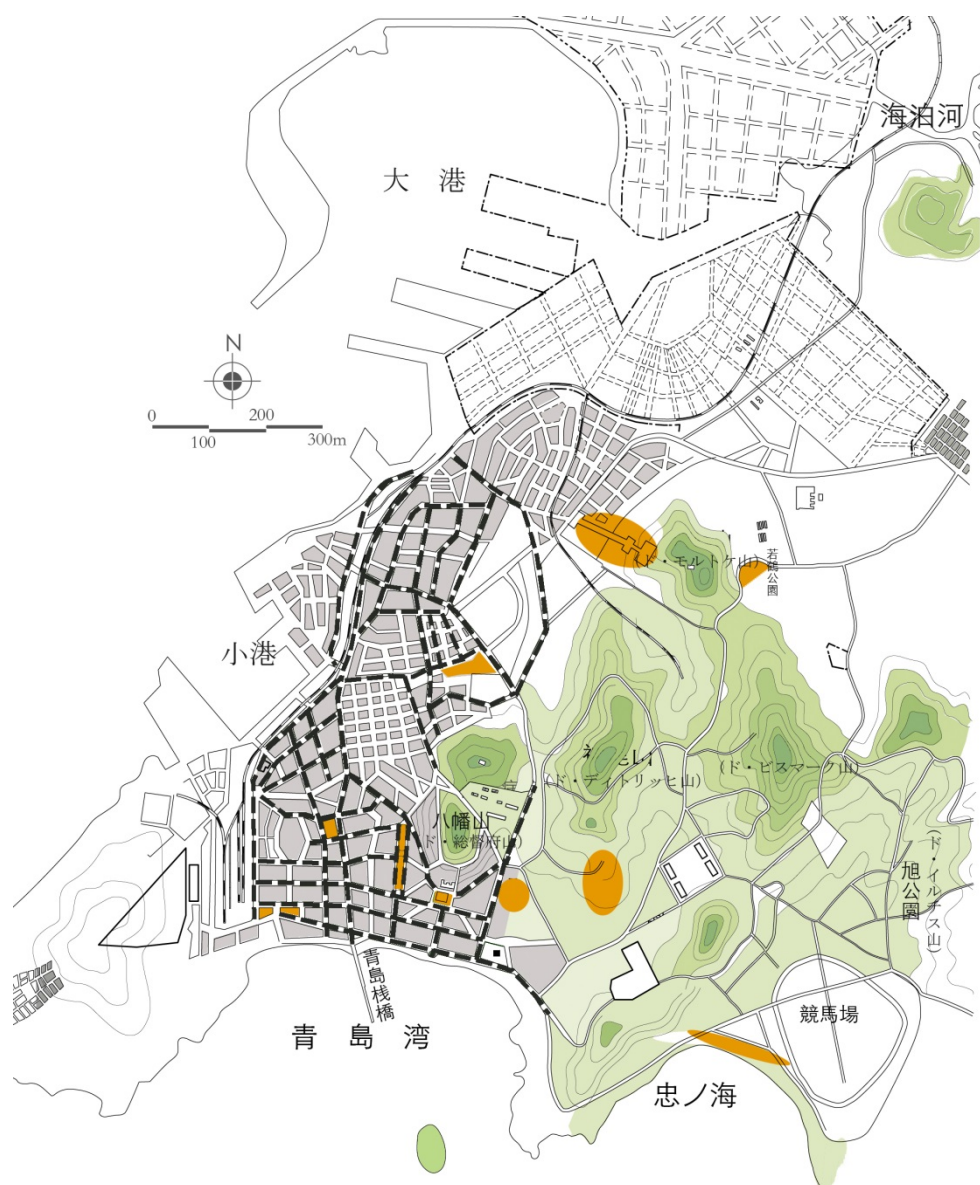 海泊河
大港
N
0
200
100
300m
(ド・モルトケ山)
若鶴公園
小港
(ド・ディトリッヒ山)
(ド・ビスマーク山)
八幡山
ド・総督府山)
(ド・イルチス山)
旭公園
青島桟橋
競馬場
青島湾
忠ノ海